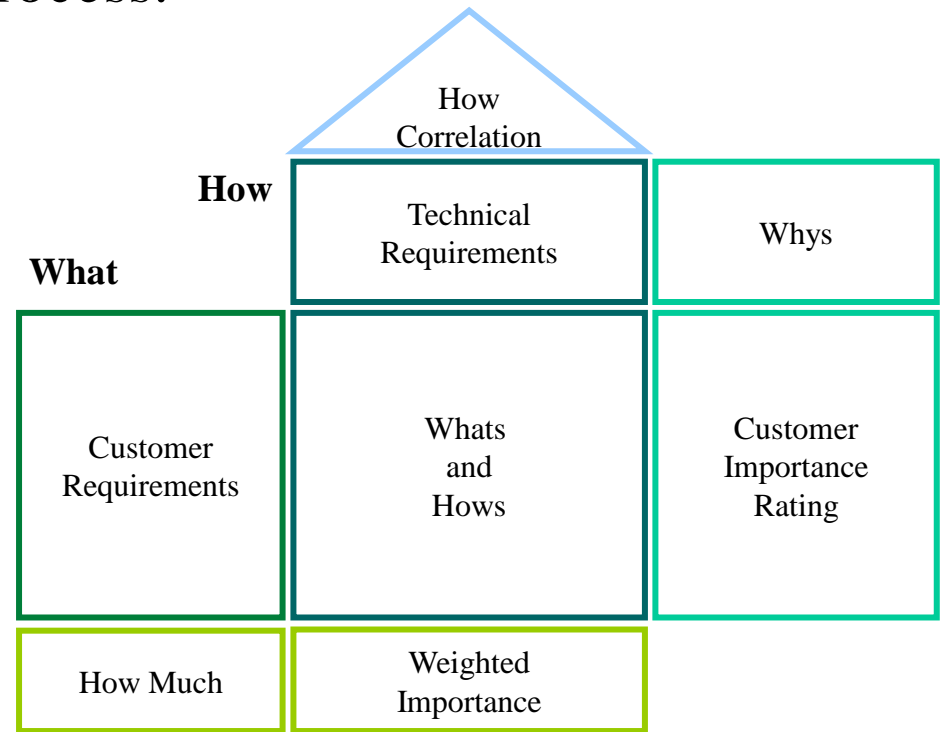 How
Correlation
How
Technical
Requirements
Whys
What
Customer
Requirements
Whats
and
Hows
Customer
Importance
Rating
How Much
Weighted
Importance